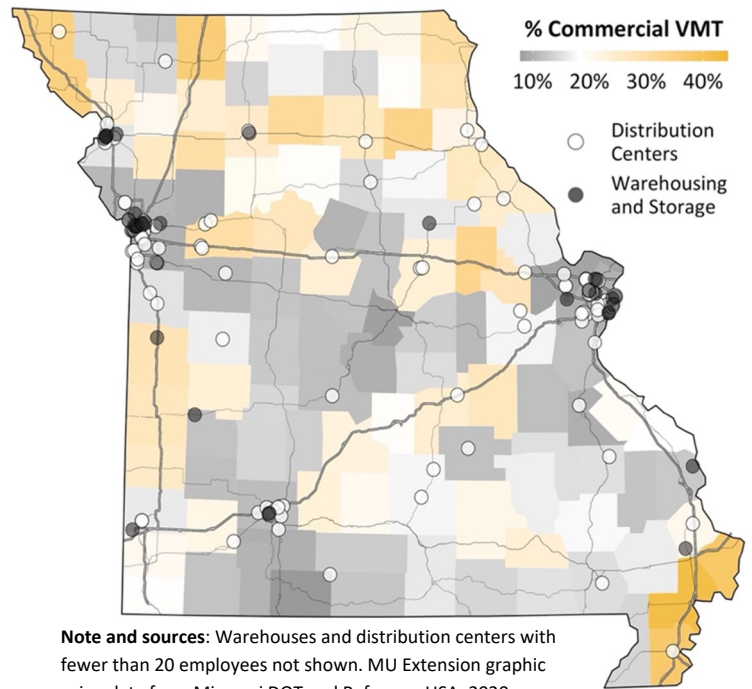 % Commercial VMT
10% 20% 30% 40%
Distribution
Centers
Warehousing
and Storage
Note and sources: Warehouses and distribution centers with
fewer than 20 employees not shown. MU Extension graphic